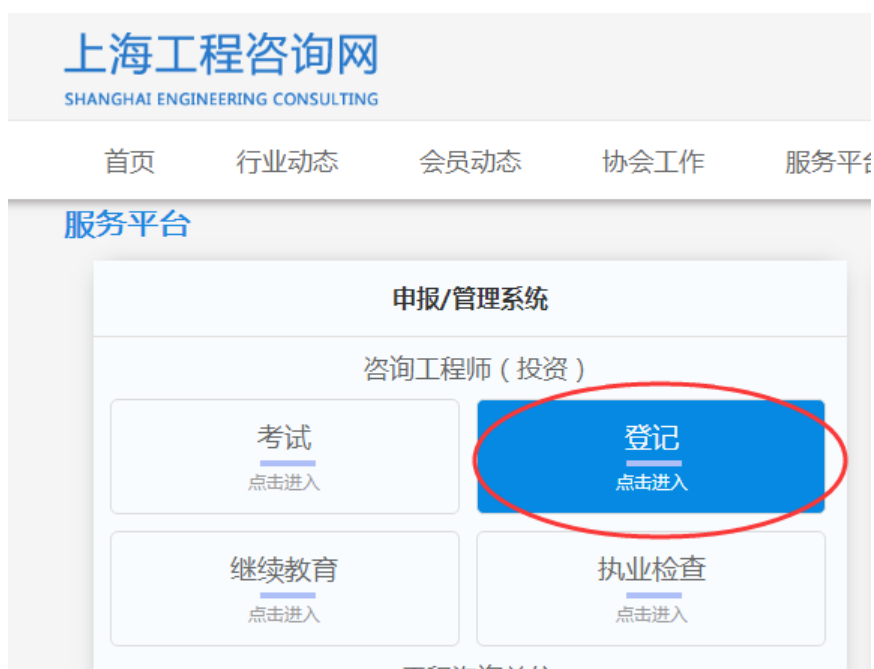 上海工程咨询网
SHANGHAI ENGINEERING CONSULTING
首页 行业动态 会员动态 协会工作 服务平台
服务平台
申报/管理系统
咨询工程师（投资）
考试 登记
点击进入 点击进入
继续教育 执业检查
点击进入 点击进入